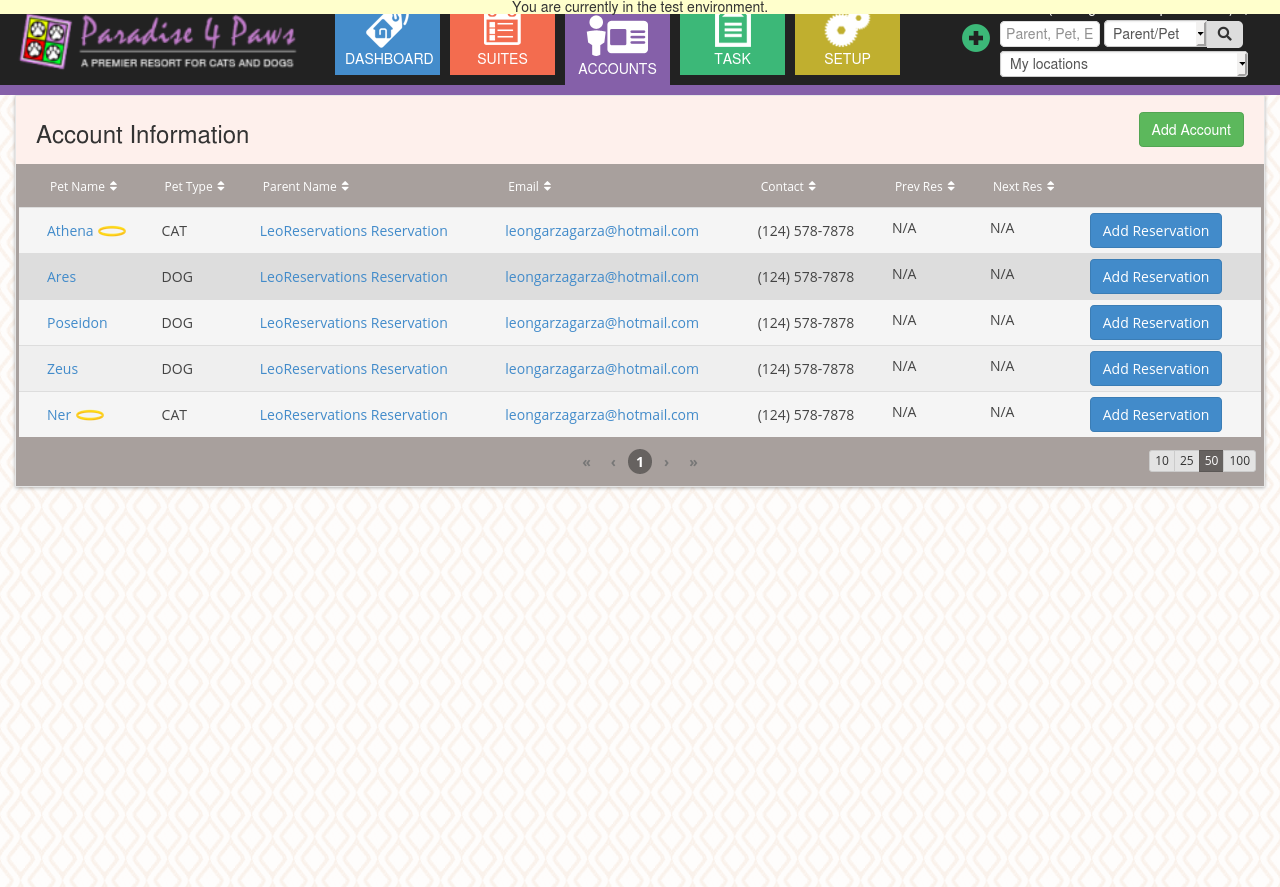 You are currently in the test environment.
Paradise 4 Paws
A PREMIER RESORT FOR CATS AND DOGS
DASHBOARD
SUITES
ACCOUNTS
TASK
SETUP
Parent, Pet, E
Parent/Pet
My locations
Account Information
Add Account
Pet Name Pet Type Parent Name Email Contact Prev Res Next Res
Athena CAT LeoReservations Reservation leongarzagarza@hotmail.com (124) 578-7878 N/A N/A Add Reservation
Ares DOG LeoReservations Reservation leongarzagarza@hotmail.com (124) 578-7878 N/A N/A Add Reservation
Poseidon DOG LeoReservations Reservation leongarzagarza@hotmail.com (124) 578-7878 N/A N/A Add Reservation
Zeus DOG LeoReservations Reservation leongarzagarza@hotmail.com (124) 578-7878 N/A N/A Add Reservation
Ner CAT LeoReservations Reservation leongarzagarza@hotmail.com (124) 578-7878 N/A N/A Add Reservation
« ‹ 1 › » 10 25 50 100